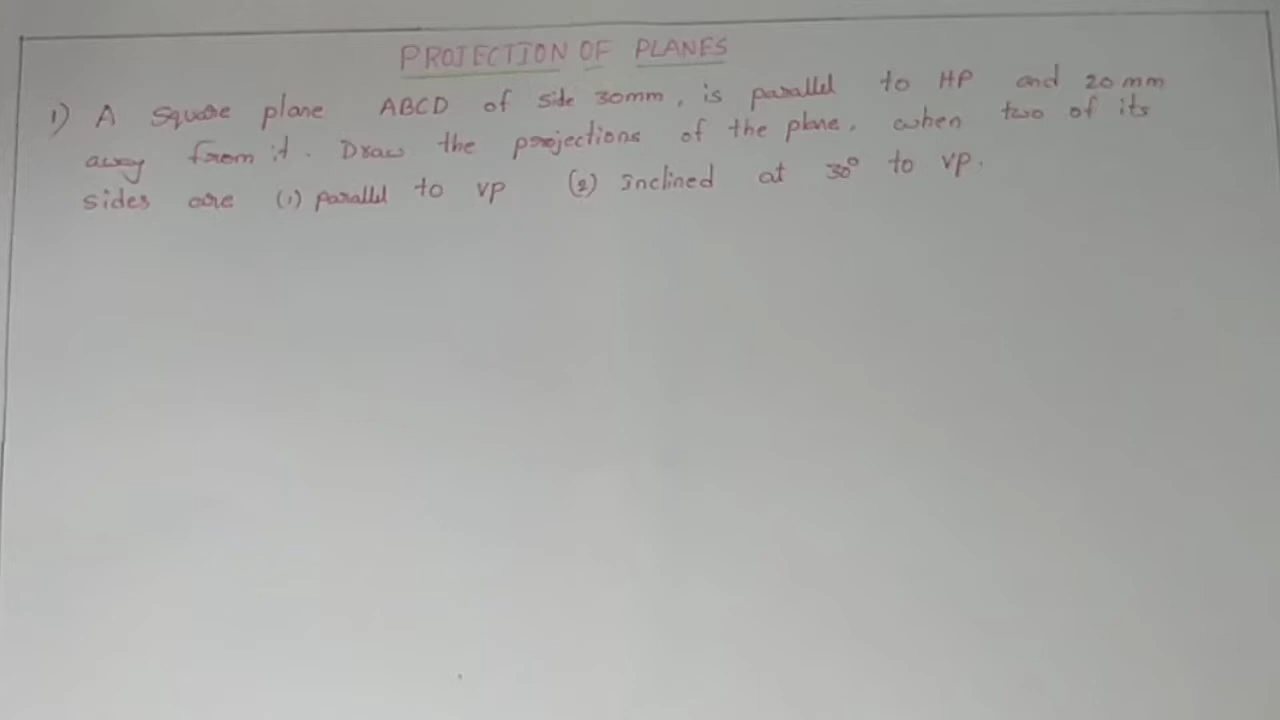 PROJECTION OF PLANES
1) A square plane ABCD of side 30mm, is parallel to HP and 20 mm
away from it. Draw the projections of the plane, when two of its
sides are (1) parallel to VP (2) inclined at 30° to VP.